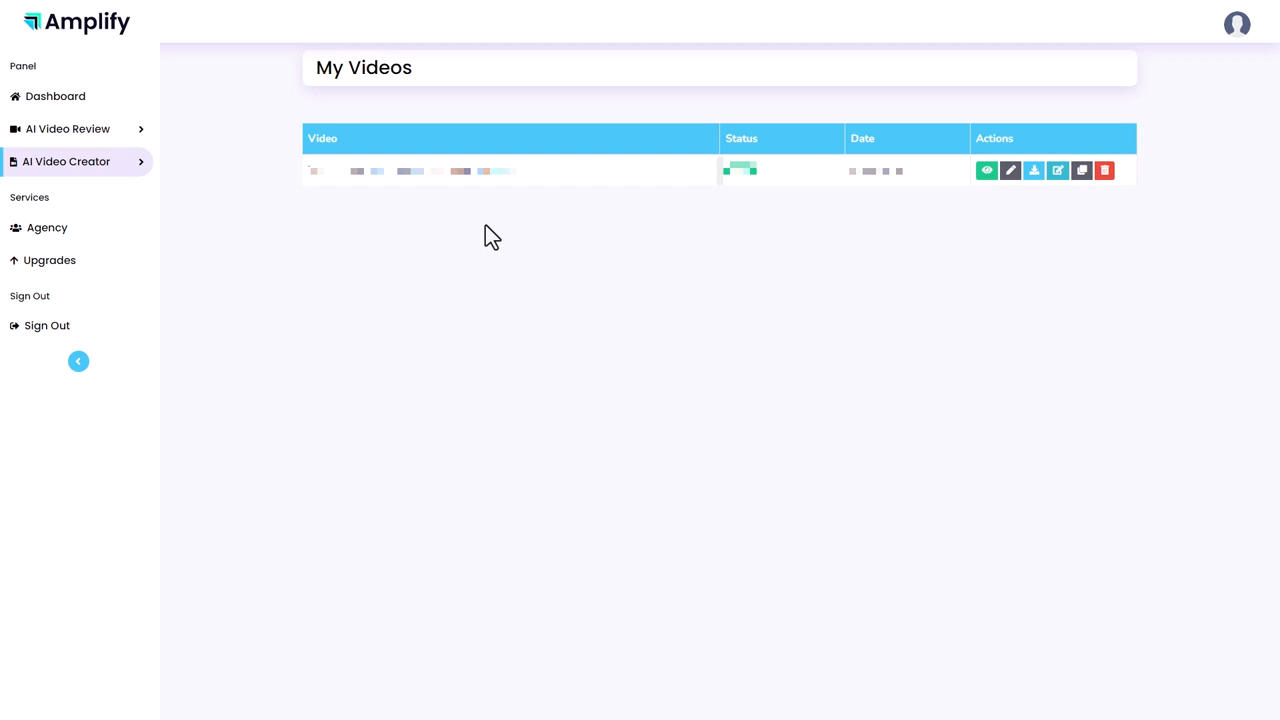 Amplify
Panel
Dashboard
AI Video Review
AI Video Creator
Services
Agency
Upgrades
Sign Out
Sign Out
My Videos
Video Status Date Actions